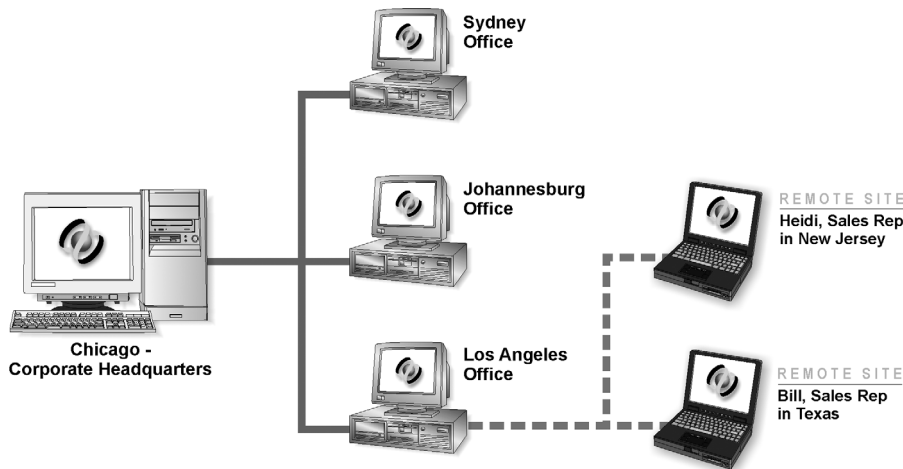 Sydney
Office
Johannesburg
Office
REMOTE SITE
Heidi, Sales Rep
in New Jersey
Chicago -
Corporate Headquarters
Los Angeles
Office
REMOTE SITE
Bill, Sales Rep
in Texas